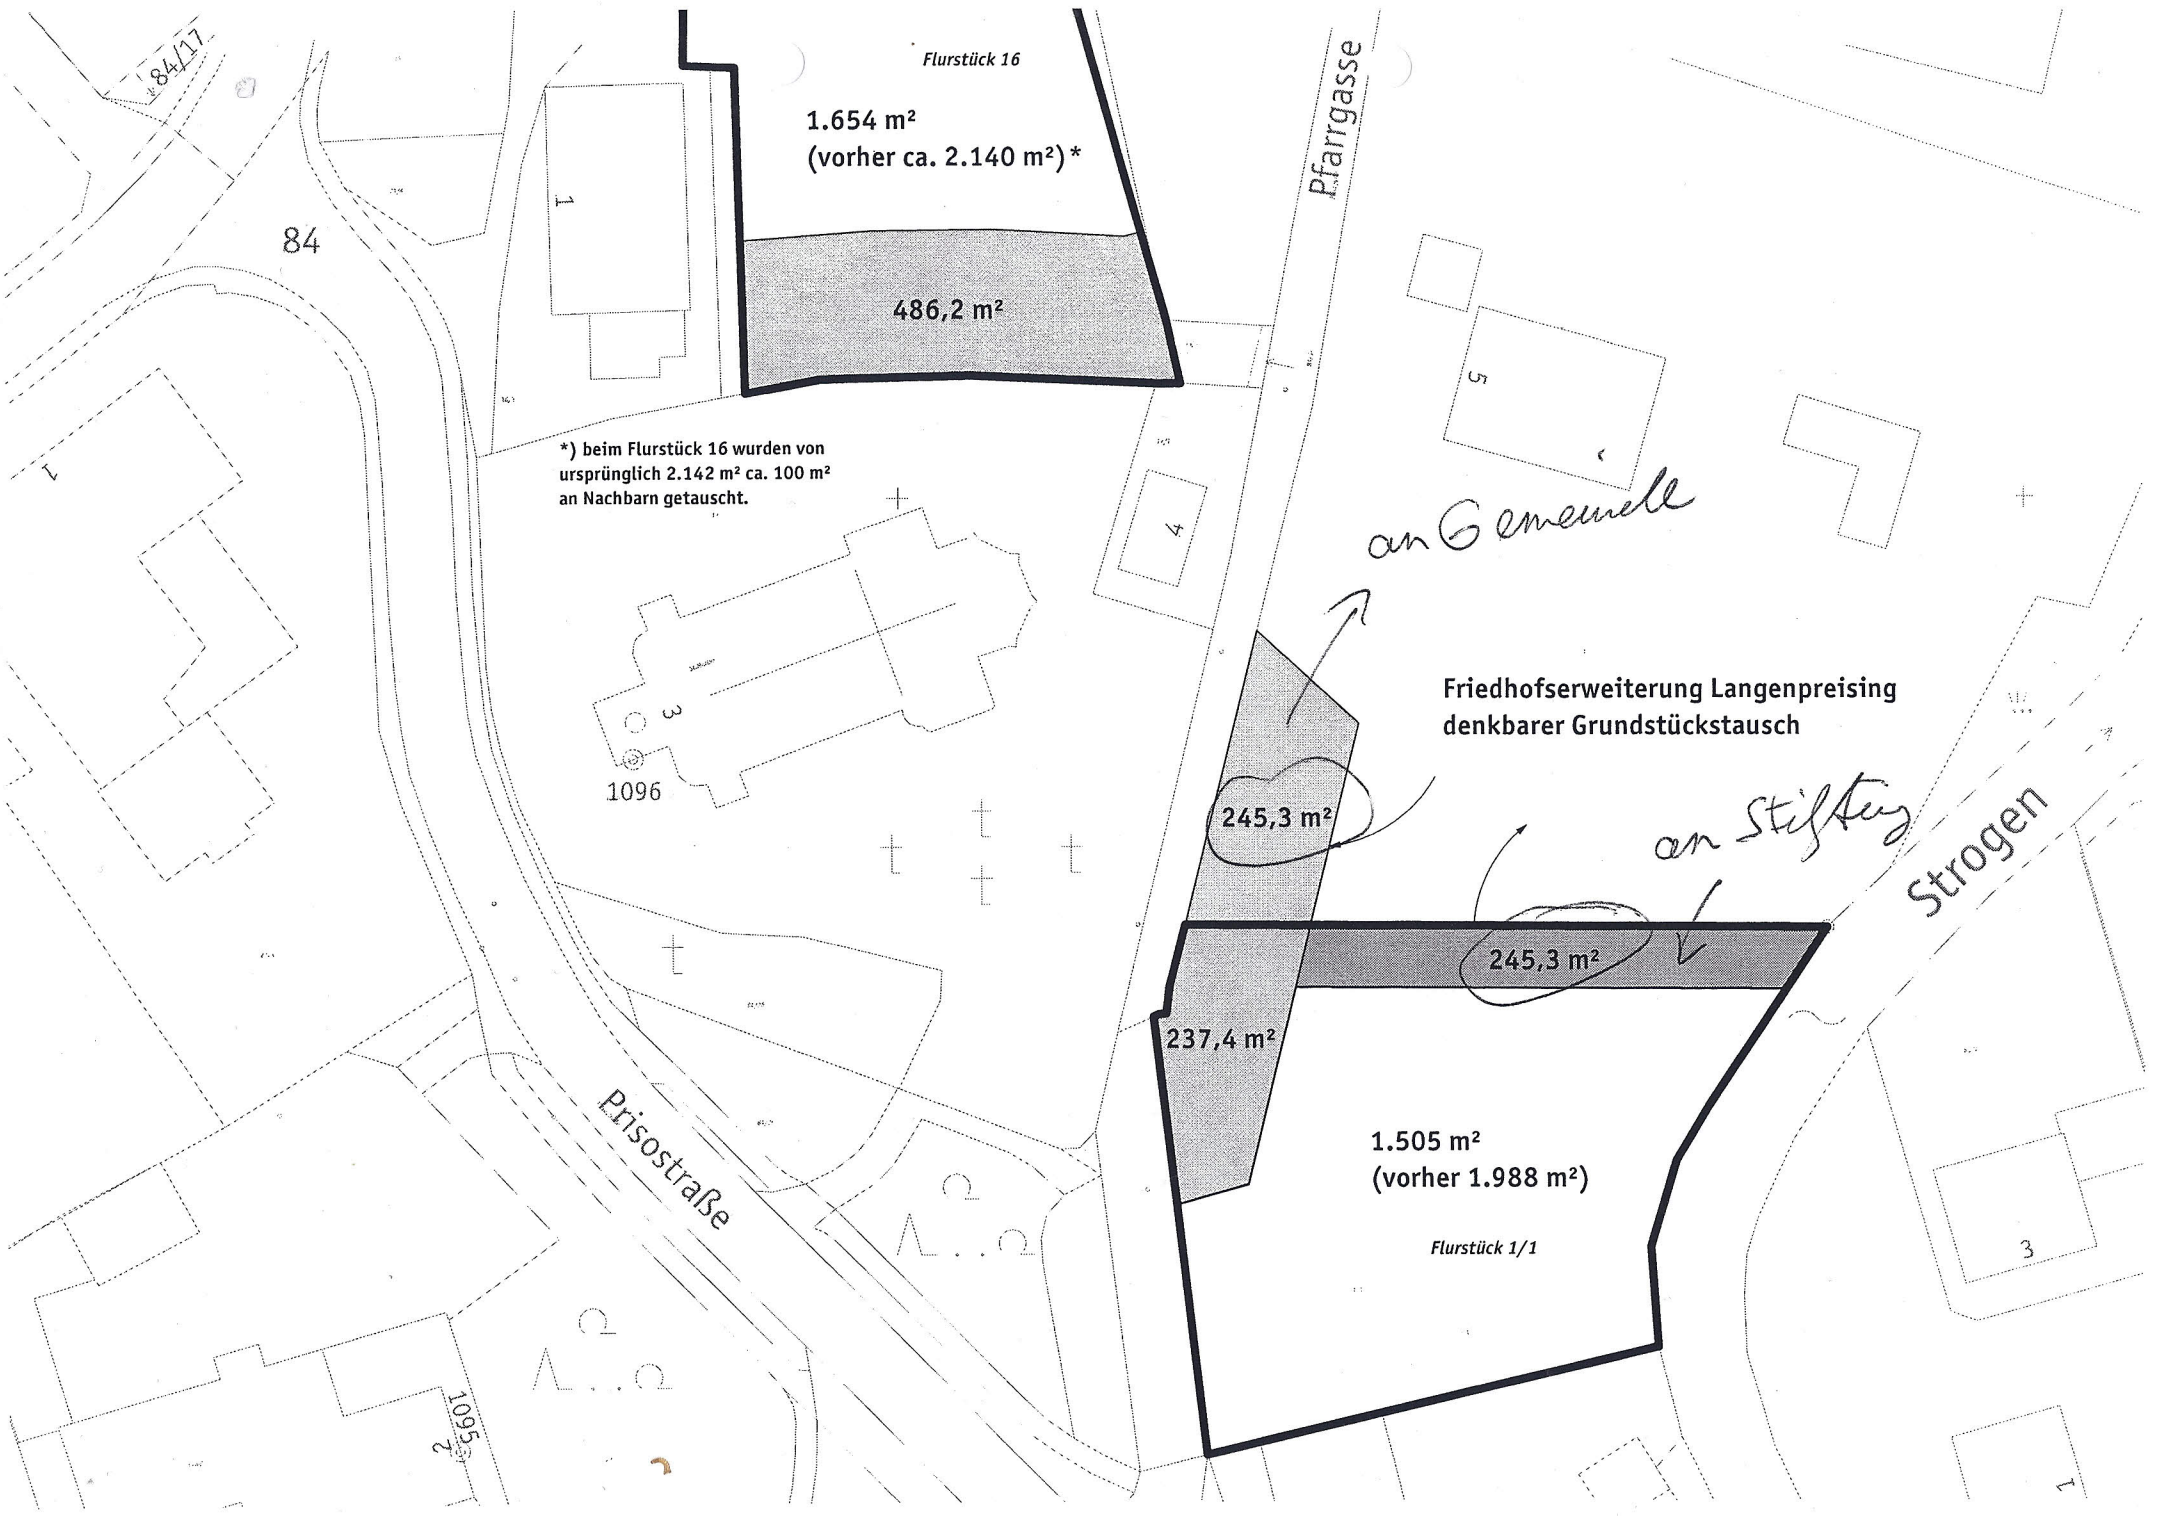 84/17
Flurstück 16
1.654 m²
(vorher ca. 2.140 m²)*
Pfarrgasse
1
84
486,2 m²
5
1
*) beim Flurstück 16 wurden von
ursprünglich 2.142 m² ca. 100 m²
an Nachbarn getauscht.
4
an Gemeinde
Friedhofserweiterung Langenpreising
denkbarer Grundstückstausch
3
1096
245,3 m²
an Stiftung
Strogen
245,3 m²
237,4 m²
Prisostraße
1.505 m²
(vorher 1.988 m²)
Flurstück 1/1
3
1095
2
1